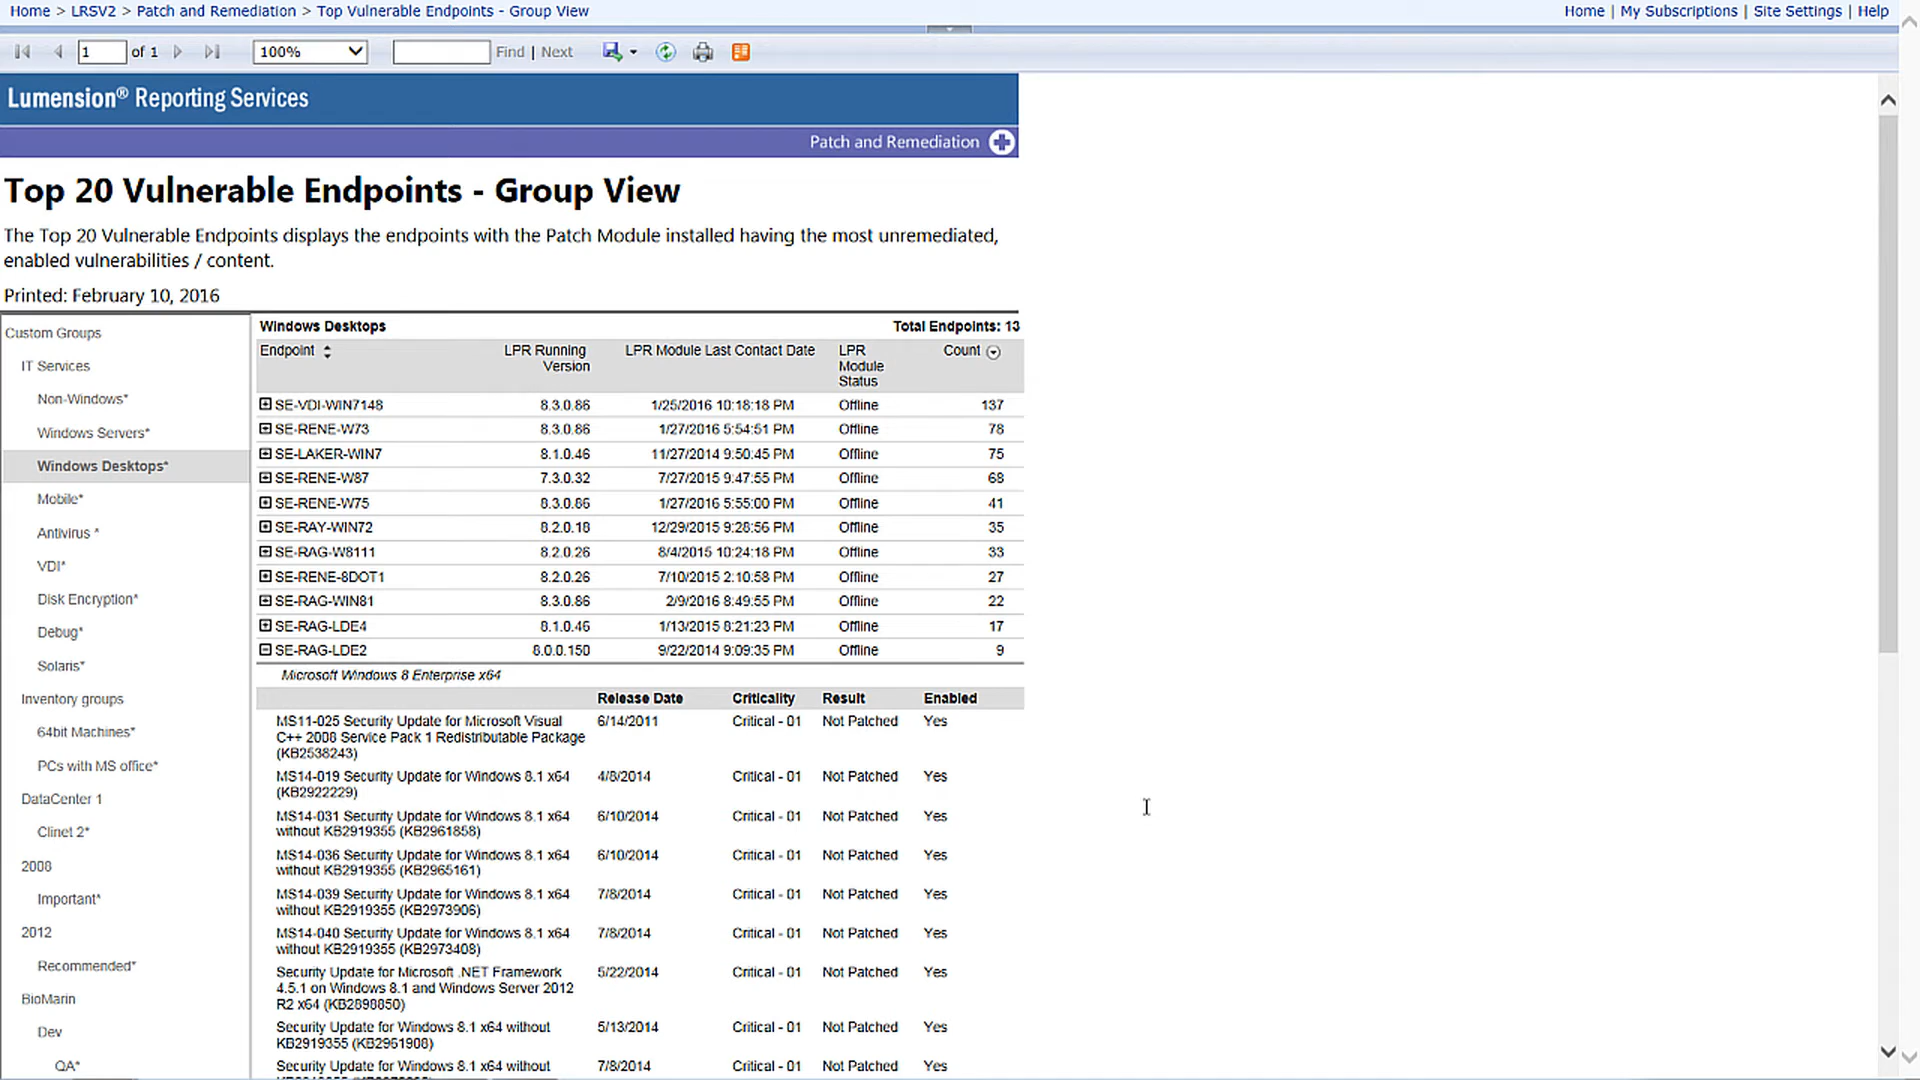 Home > LRSV2 > Patch and Remediation > Top Vulnerable Endpoints - Group View
Home | My Subscriptions | Site Settings | Help
1 of 1 100% Find | Next
Lumension® Reporting Services
Patch and Remediation
Top 20 Vulnerable Endpoints - Group View
The Top 20 Vulnerable Endpoints displays the endpoints with the Patch Module installed having the most unremediated,
enabled vulnerabilities / content.
Printed: February 10, 2016
Custom Groups
IT Services
Non-Windows*
Windows Servers*
Windows Desktops*
Mobile*
Antivirus *
VDI*
Disk Encryption*
Debug*
Solaris*
Inventory groups
64bit Machines*
PCs with MS office*
DataCenter 1
Clinet 2*
2008
Important*
2012
Recommended*
BioMarin
Dev
QA*
Windows Desktops Total Endpoints: 13
Endpoint LPR Running LPR Module Last Contact Date LPR Count
Version Module
Status
SE-VDI-WIN7148 8.3.0.86 1/25/2016 10:18:18 PM Offline 137
SE-RENE-W73 8.3.0.86 1/27/2016 5:54:51 PM Offline 78
SE-LAKER-WIN7 8.1.0.46 11/27/2014 9:50:45 PM Offline 75
SE-RENE-W87 7.3.0.32 7/27/2015 9:47:55 PM Offline 68
SE-RENE-W75 8.3.0.86 1/27/2016 5:55:00 PM Offline 41
SE-RAY-WIN72 8.2.0.18 12/29/2015 9:28:56 PM Offline 35
SE-RAG-W8111 8.2.0.26 8/4/2015 10:24:18 PM Offline 33
SE-RENE-8DOT1 8.2.0.26 7/10/2015 2:10:58 PM Offline 27
SE-RAG-WIN81 8.3.0.86 2/9/2016 8:49:55 PM Offline 22
SE-RAG-LDE4 8.1.0.46 1/13/2015 8:21:23 PM Offline 17
SE-RAG-LDE2 8.0.0.150 9/22/2014 9:09:35 PM Offline 9
Microsoft Windows 8 Enterprise x64
Release Date Criticality Result Enabled
MS11-025 Security Update for Microsoft Visual 6/14/2011 Critical - 01 Not Patched Yes
C++ 2008 Service Pack 1 Redistributable Package
(KB2538243)
MS14-019 Security Update for Windows 8.1 x64 4/8/2014 Critical - 01 Not Patched Yes
(KB2922229)
MS14-031 Security Update for Windows 8.1 x64 6/10/2014 Critical - 01 Not Patched Yes
without KB2919355 (KB2961858)
MS14-036 Security Update for Windows 8.1 x64 6/10/2014 Critical - 01 Not Patched Yes
without KB2919355 (KB2965161)
MS14-039 Security Update for Windows 8.1 x64 7/8/2014 Critical - 01 Not Patched Yes
without KB2919355 (KB2973906)
MS14-040 Security Update for Windows 8.1 x64 7/8/2014 Critical - 01 Not Patched Yes
without KB2919355 (KB2973408)
Security Update for Microsoft .NET Framework 5/22/2014 Critical - 01 Not Patched Yes
4.5.1 on Windows 8.1 and Windows Server 2012
R2 x64 (KB2898850)
Security Update for Windows 8.1 x64 without 5/13/2014 Critical - 01 Not Patched Yes
KB2919355 (KB2961908)
Security Update for Windows 8.1 x64 without 7/8/2014 Critical - 01 Not Patched Yes